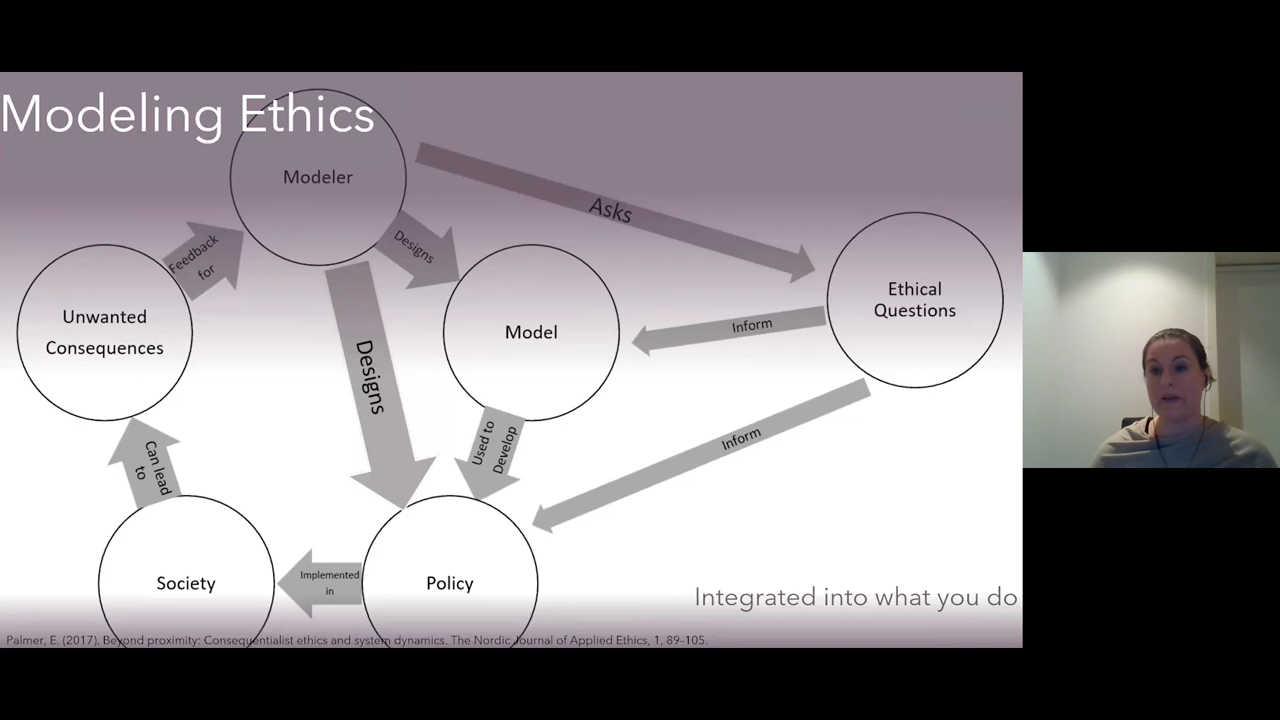 Modeling Ethics
Modeler
Asks
Feedback
for
Designs
Ethical
Questions
Unwanted
Consequences
Model
Inform
Designs
Used to
Develop
Inform
Can lead
to
Society
Implemented
in
Policy
Integrated into what you do
Palmer, E. (2017). Beyond proximity: Consequentialist ethics and system dynamics. The Nordic Journal of Applied Ethics, 1, 89–105.